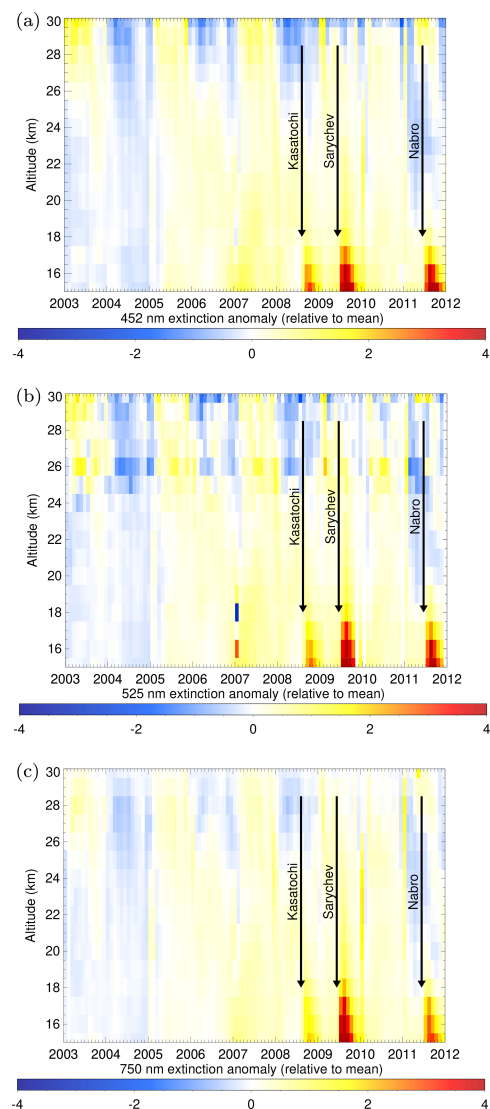 (a)
30
28
26
24
22
20
18
16
Altitude (km)
Kasatochi
Sarychev
Nabro
2003 2004 2005 2006 2007 2008 2009 2010 2011 2012
452 nm extinction anomaly (relative to mean)
-4 -2 0 2 4
(b)
30
28
26
24
22
20
18
16
Altitude (km)
Kasatochi
Sarychev
Nabro
2003 2004 2005 2006 2007 2008 2009 2010 2011 2012
525 nm extinction anomaly (relative to mean)
-4 -2 0 2 4
(c)
30
28
26
24
22
20
18
16
Altitude (km)
Kasatochi
Sarychev
Nabro
2003 2004 2005 2006 2007 2008 2009 2010 2011 2012
750 nm extinction anomaly (relative to mean)
-4 -2 0 2 4